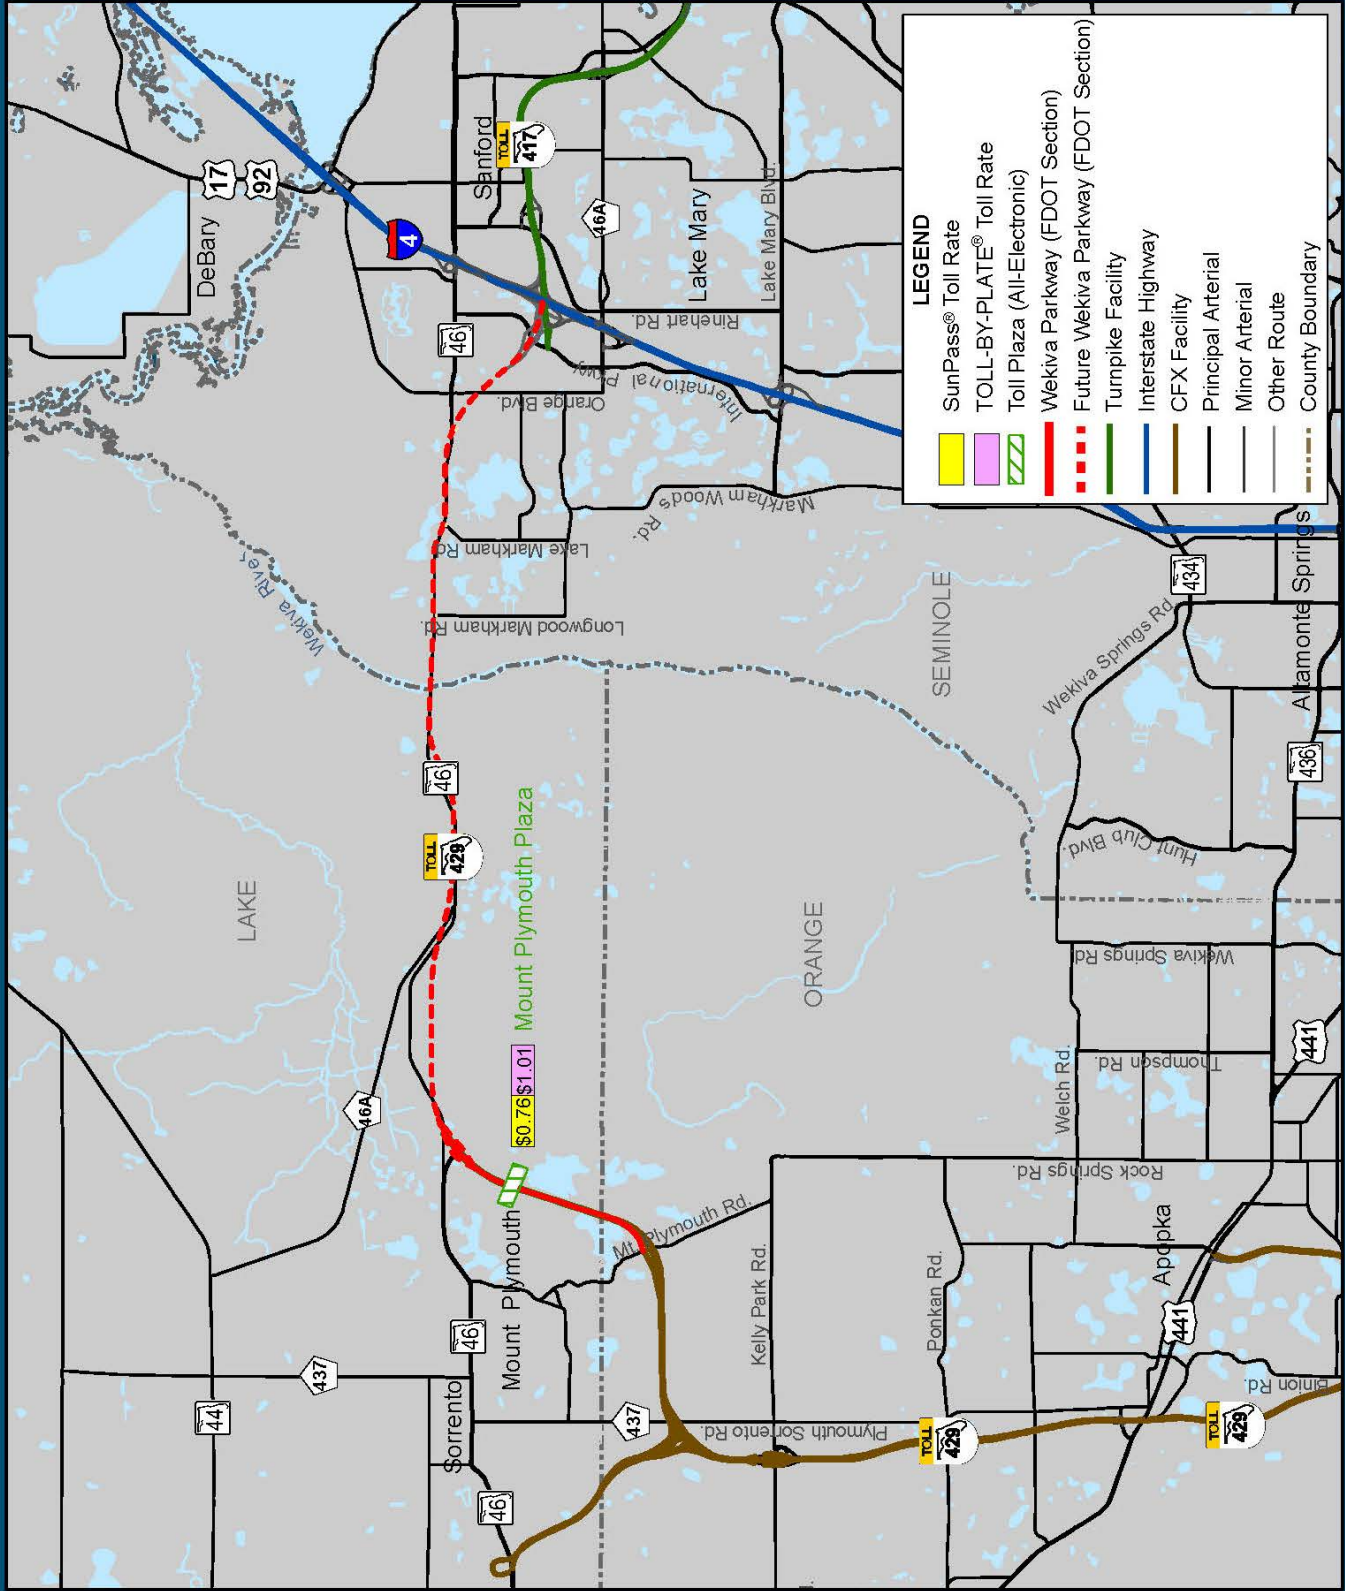 LEGEND
SunPass® Toll Rate
TOLL-BY-PLATE® Toll Rate
Toll Plaza (All-Electronic)
Wekiva Parkway (FDOT Section)
Future Wekiva Parkway (FDOT Section)
Turnpike Facility
Interstate Highway
CFX Facility
Principal Arterial
Minor Arterial
Other Route
County Boundary
DeBary
17
92
4
Sanford
TOLL
417
46A
Lake Mary
Lake Mary Blvd.
Rinehart Rd.
46
International Pkwy
Orange Blvd.
Markham Woods
Rd.
Lake Markham Rd
Longwood Markham Rd.
Wekiva River
SEMINOLE
Wekiva Springs Rd.
434
Altamonte Springs
436
Hunt Club Blvd.
46
TOLL
429
LAKE
Mount Plymouth Plaza
$0.76
$1.01
ORANGE
Wekiva Springs Rd
Thompson Rd.
441
Welch Rd.
46A
Rock Springs Rd.
Mt. Plymouth Rd.
Mount Plymouth
46
Kelly Park Rd.
Ponkan Rd.
Apopka
441
Binion Rd.
437
44
Sorrento
437
Plymouth Sorrento Rd.
46
TOLL
429
TOLL
429